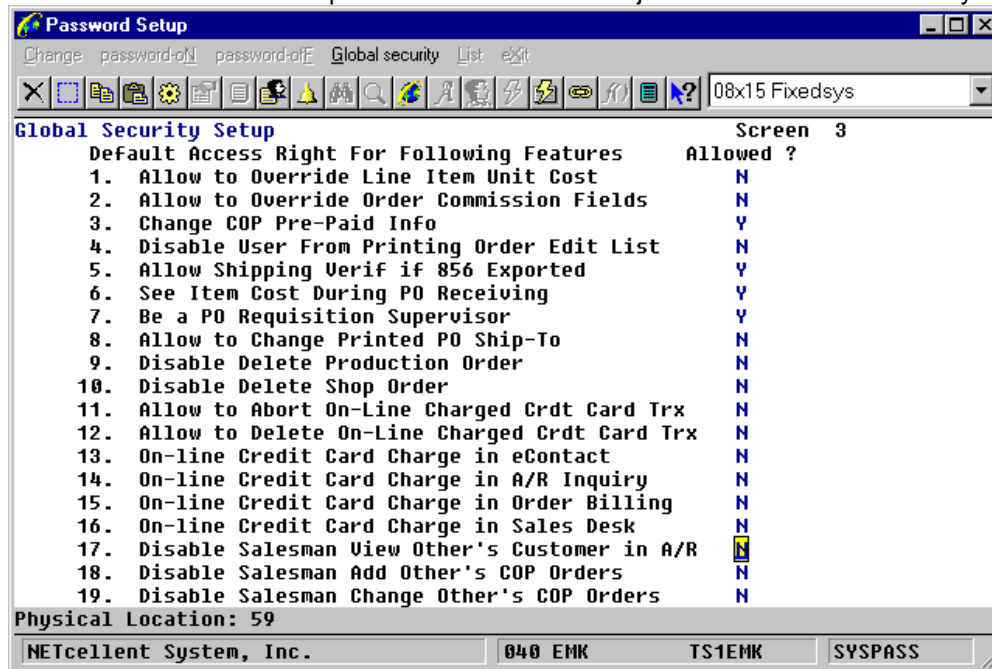 Password Setup
Change password-oN password-ofF Global security List eXit
08x15 Fixedsys
Global Security Setup Screen 3
Default Access Right For Following Features Allowed ?
1. Allow to Override Line Item Unit Cost N
2. Allow to Override Order Commission Fields N
3. Change COP Pre-Paid Info Y
4. Disable User From Printing Order Edit List N
5. Allow Shipping Verif if 856 Exported Y
6. See Item Cost During PO Receiving Y
7. Be a PO Requisition Supervisor Y
8. Allow to Change Printed PO Ship-To N
9. Disable Delete Production Order N
10. Disable Delete Shop Order N
11. Allow to Abort On-Line Charged Crdt Card Trx N
12. Allow to Delete On-Line Charged Crdt Card Trx N
13. On-line Credit Card Charge in eContact N
14. On-line Credit Card Charge in A/R Inquiry N
15. On-line Credit Card Charge in Order Billing N
16. On-line Credit Card Charge in Sales Desk N
17. Disable Salesman View Other's Customer in A/R N
18. Disable Salesman Add Other's COP Orders N
19. Disable Salesman Change Other's COP Orders N
Physical Location: 59
NETcellent System, Inc. 040 EMK TS1EMK SYSPASS